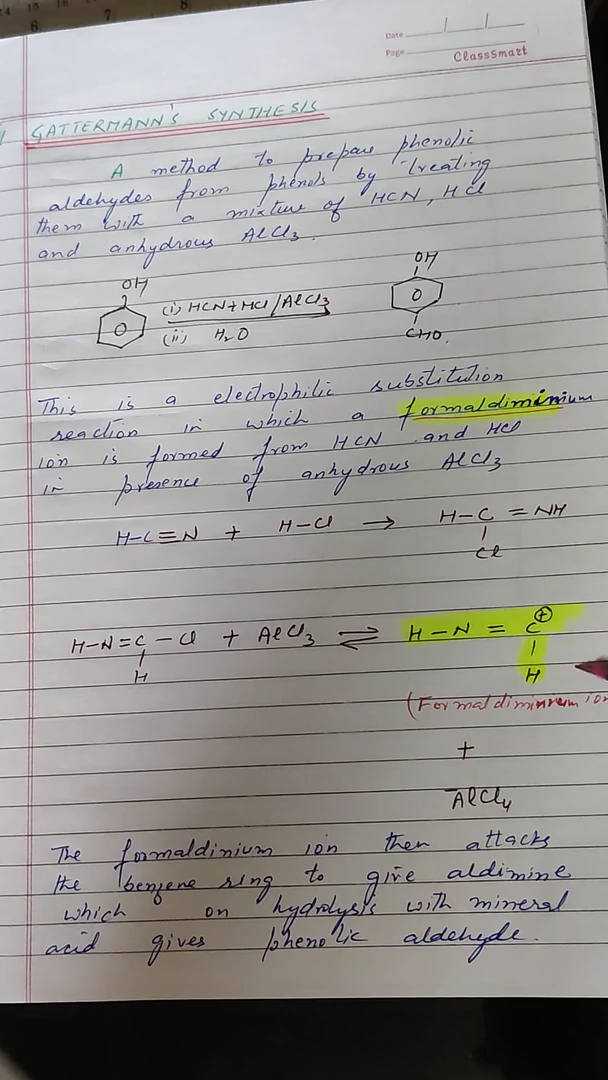 Date
Page
ClassSmart
GATTERMANN'S SYNTHESIS
A method to prepare phenolic
aldehydes from phenols by treating
them with a mixture of HCN, HCl
and anhydrous AlCl3.
OH (i) HCN+HCl/AlCl3 OH
(ii) H2O CHO.
This is a electrophilic substitution
reaction in which a formaldiminium
ion is formed from HCN and HCl
in presence of anhydrous AlCl3
H-C≡N + H-Cl → H-C=NH
Cl
H-N=C-Cl + AlCl3 ⇌ H-N=C⊕
H H
(Formaldiminium ion
+
AlCl4
The formaldinium ion then attacks
the benzene ring to give aldimine
which on hydrolysis with mineral
acid gives phenolic aldehyde.